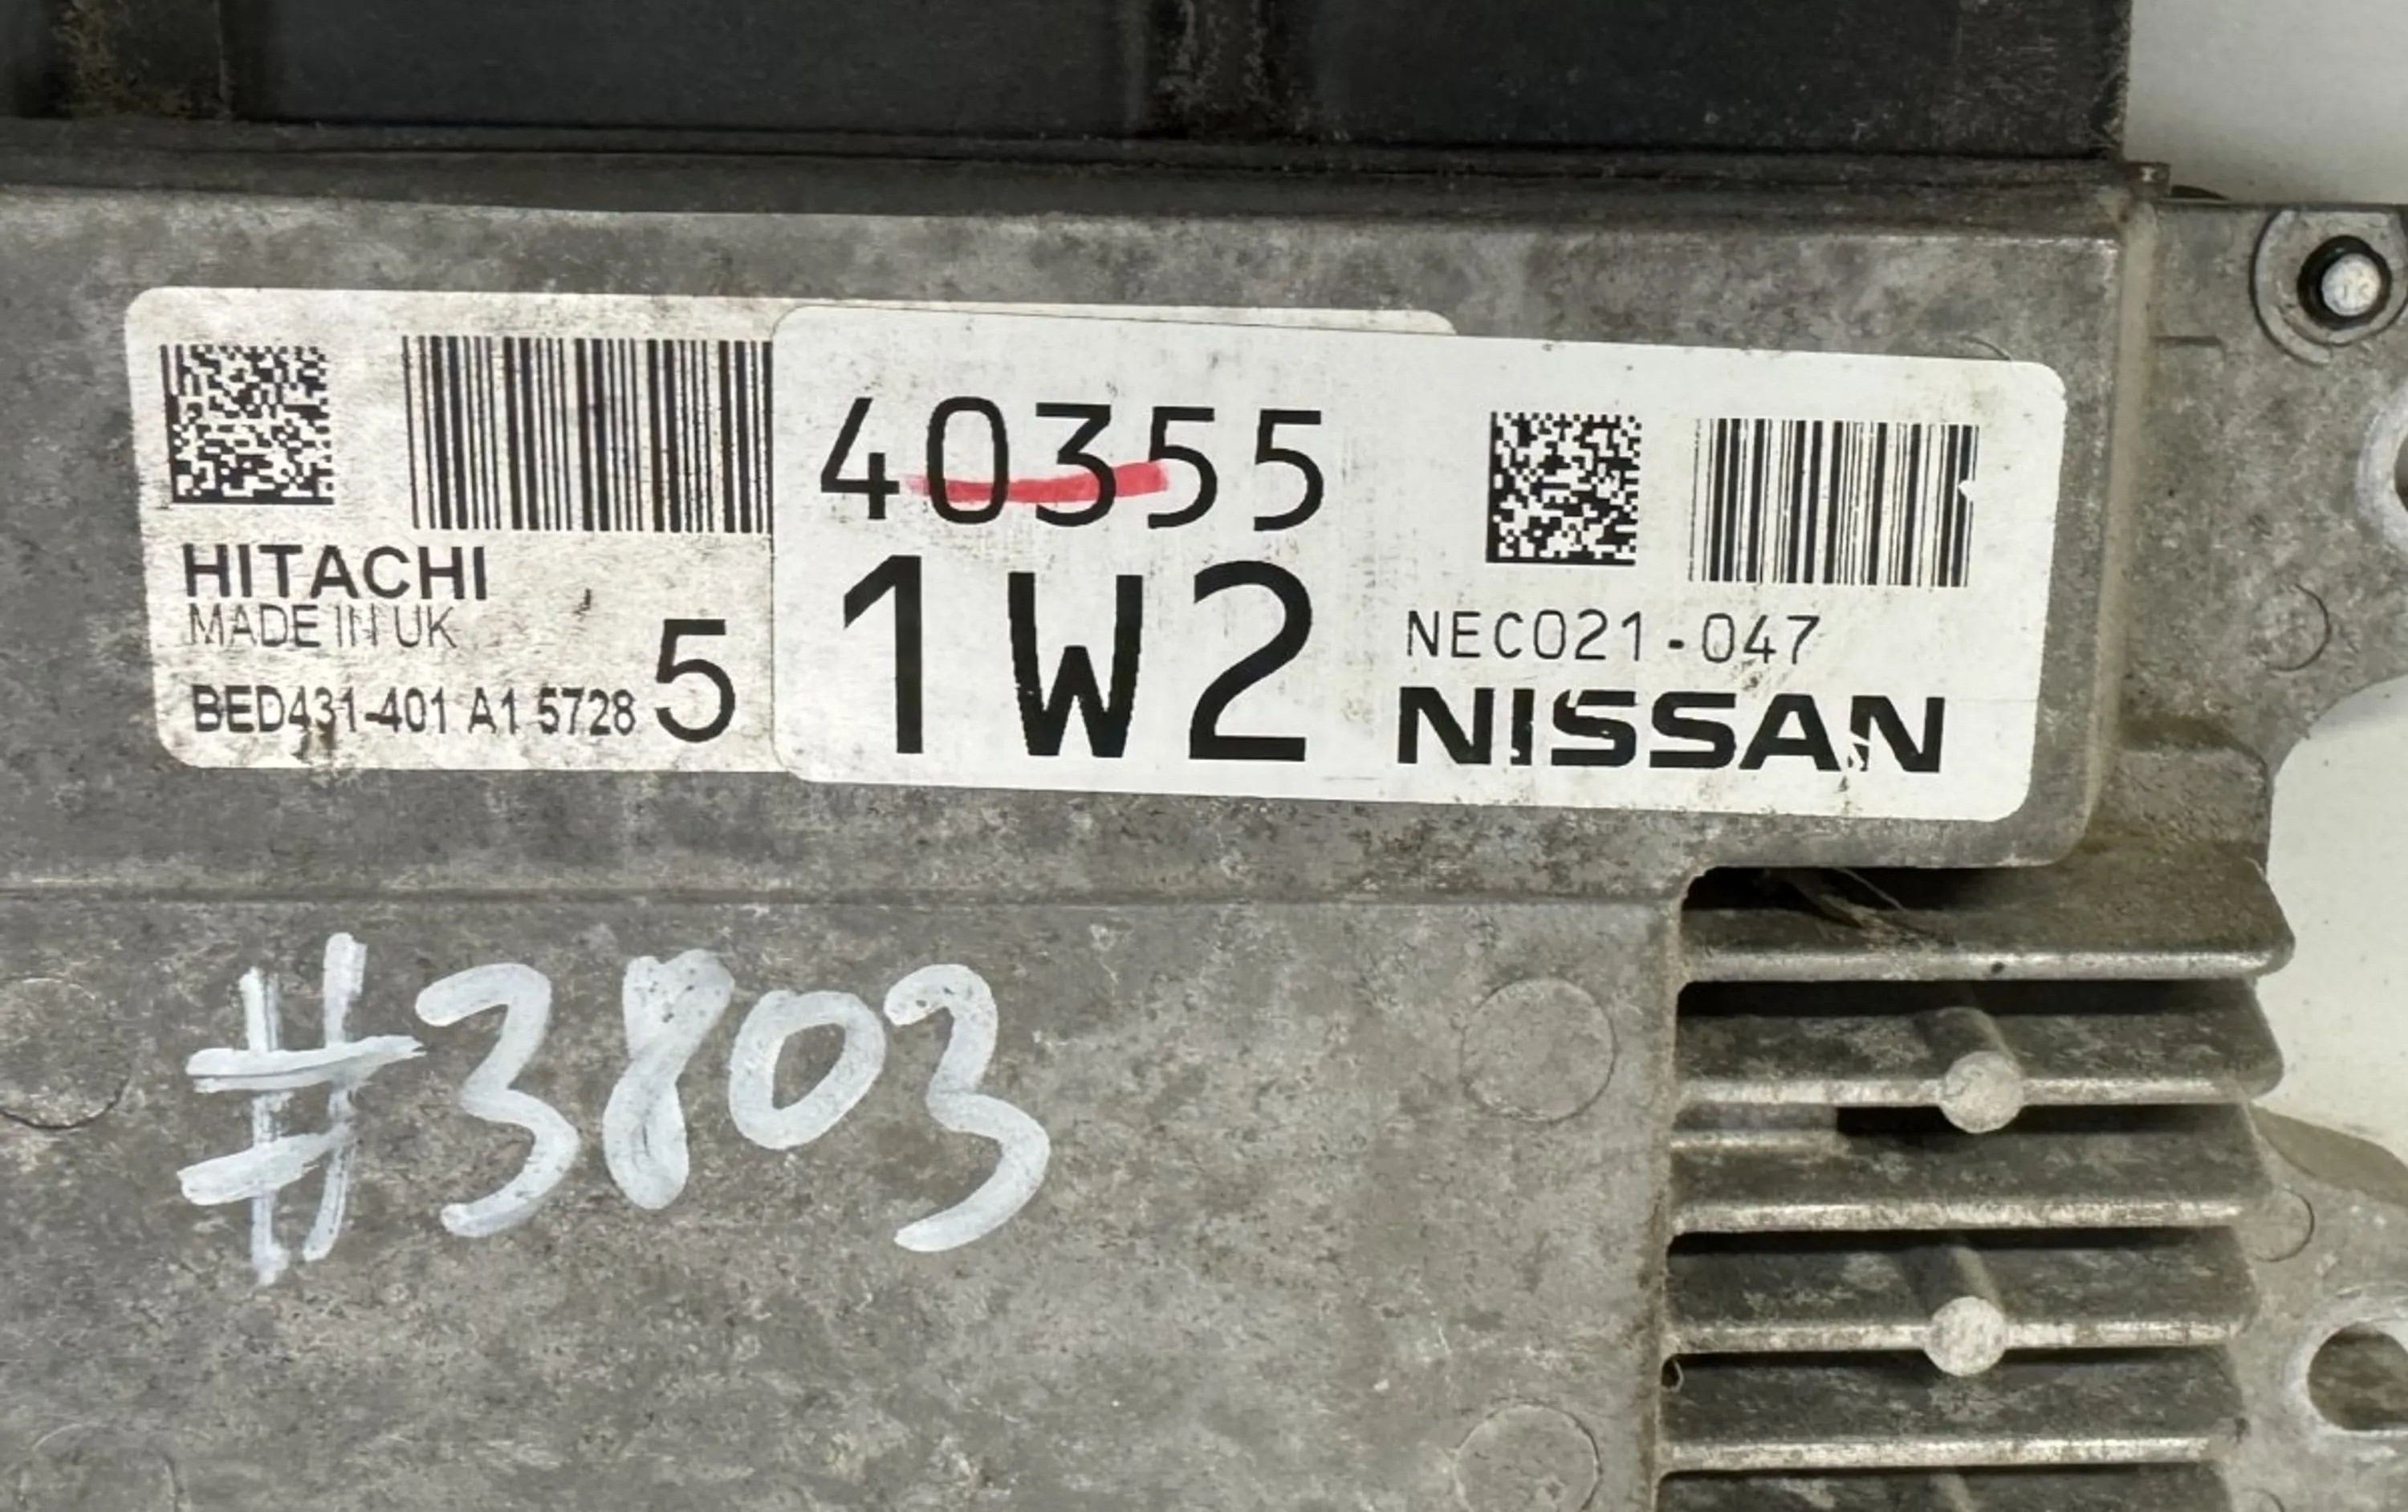 HITACHI
MADE IN UK
BED431-401 A1 5728 5
40355
1W2
NEC021-047
NISSAN
#3803